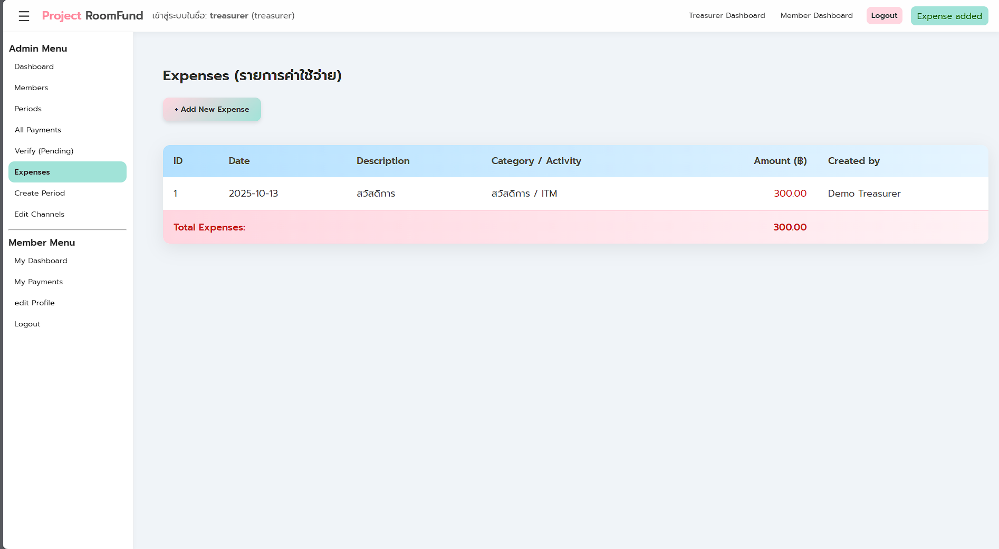 ☰ Project RoomFund เข้าสู่ระบบในชื่อ: treasurer (treasurer) Treasurer Dashboard Member Dashboard Logout Expense added
Admin Menu
Dashboard
Members
Periods
All Payments
Verify (Pending)
Expenses
Create Period
Edit Channels
Member Menu
My Dashboard
My Payments
edit Profile
Logout
Expenses (รายการค่าใช้จ่าย)
+ Add New Expense
ID Date Description Category / Activity Amount (฿) Created by
1 2025-10-13 สวัสดิการ สวัสดิการ / ITM 300.00 Demo Treasurer
Total Expenses: 300.00